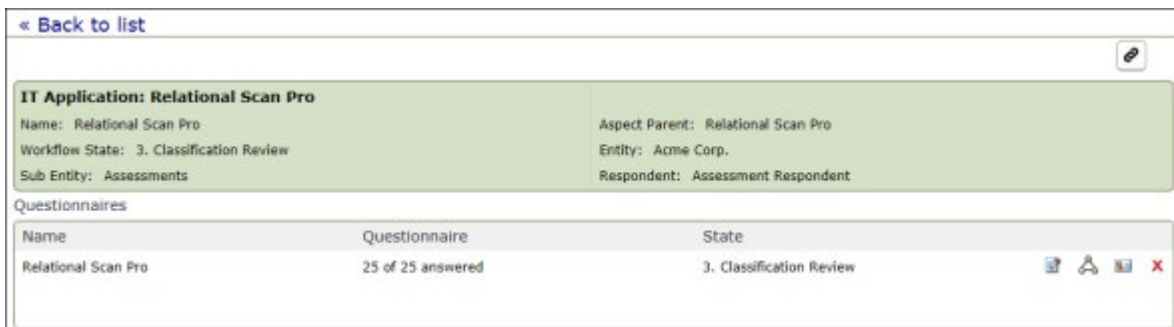 « Back to list
IT Application: Relational Scan Pro
Name: Relational Scan Pro
Aspect Parent: Relational Scan Pro
Workflow State: 3. Classification Review
Entity: Acme Corp.
Sub Entity: Assessments
Respondent: Assessment Respondent
Questionnaires
Name Questionnaire State
Relational Scan Pro 25 of 25 answered 3. Classification Review